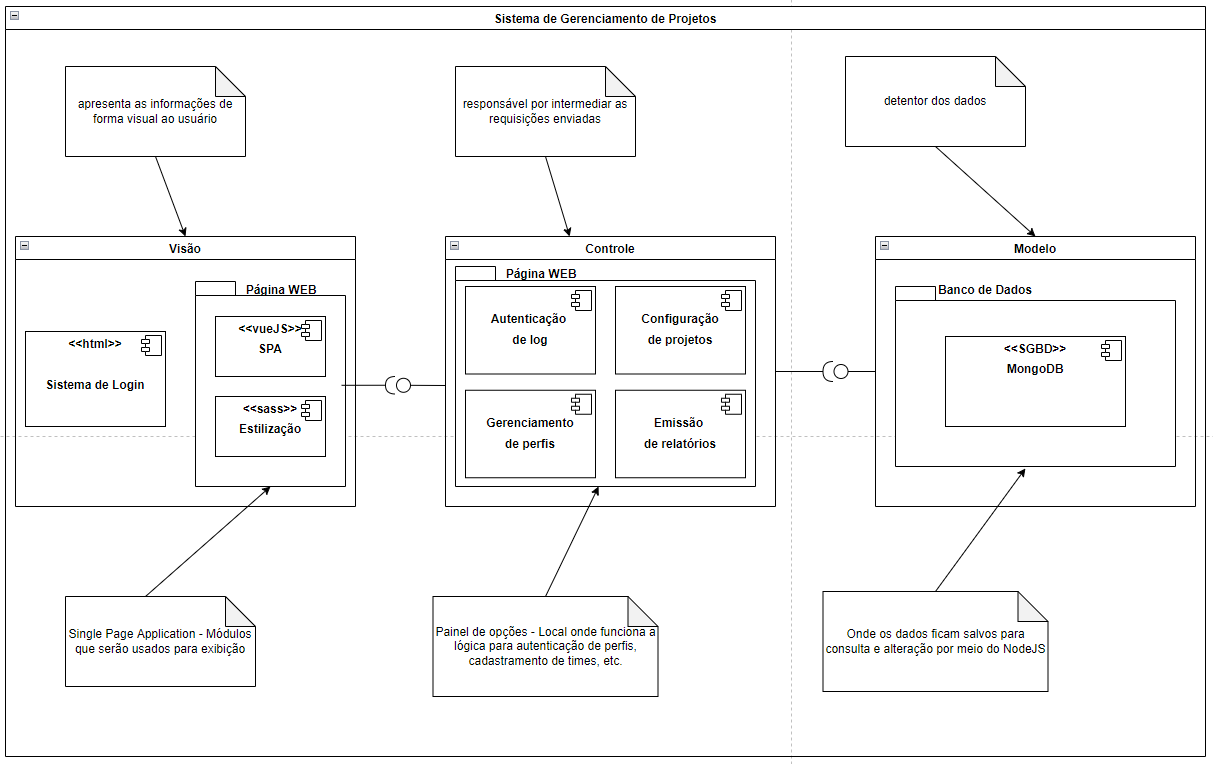 Sistema de Gerenciamento de Projetos
apresenta as informações de
forma visual ao usuário
responsável por intermediar as
requisições enviadas
detentor dos dados
Visão
<<html>>
Sistema de Login
Página WEB
<<vueJS>>
SPA
<<sass>>
Estilização
Controle
Página WEB
Autenticação
de log
Configuração
de projetos
Gerenciamento
de perfis
Emissão
de relatórios
Modelo
Banco de Dados
<<SGBD>>
MongoDB
Single Page Application - Módulos
que serão usados para exibição
Painel de opções - Local onde funciona a
lógica para autenticação de perfis,
cadastramento de times, etc.
Onde os dados ficam salvos para
consulta e alteração por meio do NodeJS